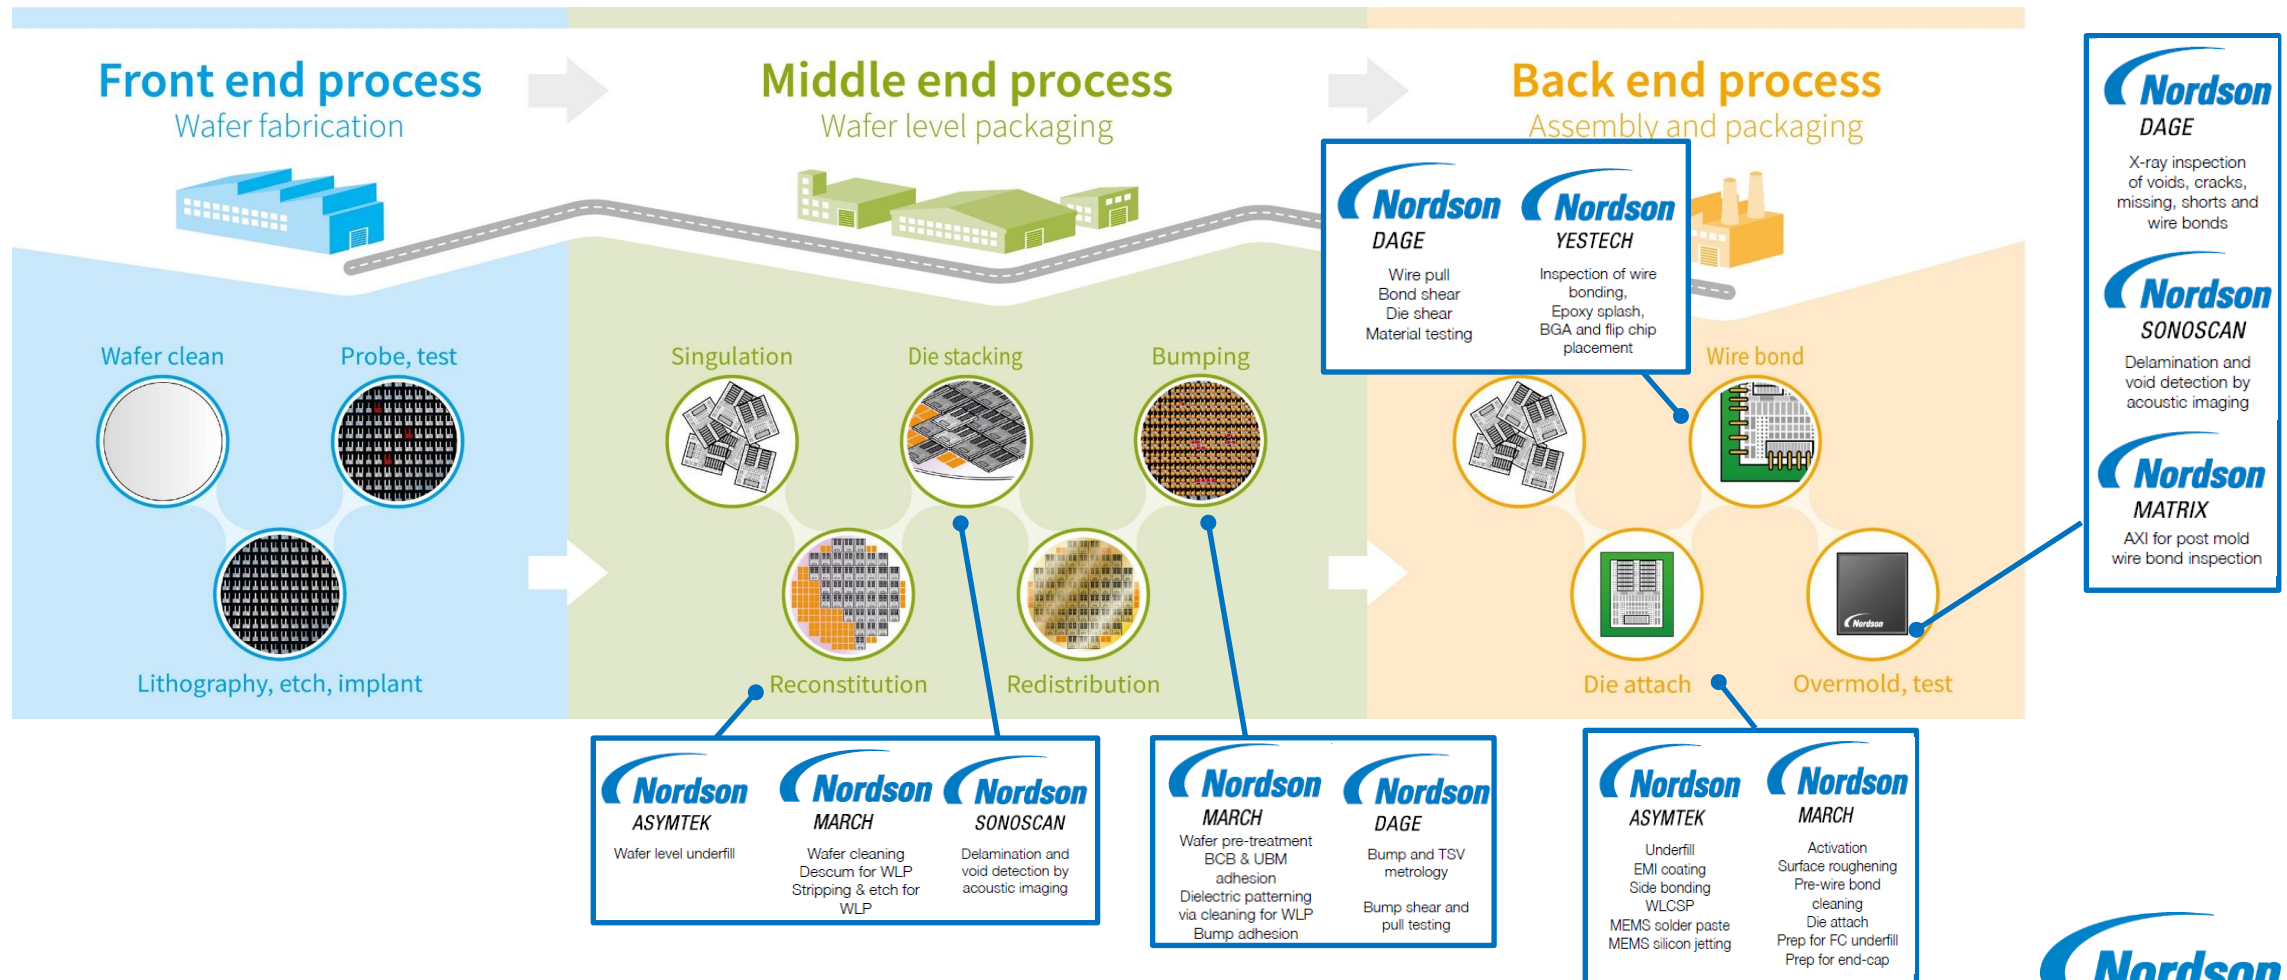 Front end process
Wafer fabrication
Middle end process
Wafer level packaging
Back end process
Assembly and packaging
Wafer clean
Probe, test
Lithography, etch, implant
Singulation
Die stacking
Bumping
Reconstitution
Redistribution
Wire bond
Die attach
Overmold, test
Nordson
Nordson
DAGE
Wire pull
Bond shear
Die shear
Material testing
Nordson
YESTECH
Inspection of wire
bonding,
Epoxy splash,
BGA and flip chip
placement
Nordson
DAGE
X-ray inspection
of voids, cracks,
missing, shorts and
wire bonds
Nordson
SONOSCAN
Delamination and
void detection by
acoustic imaging
Nordson
MATRIX
AXI for post mold
wire bond inspection
Nordson
ASYMTEK
Wafer level underfill
Nordson
MARCH
Wafer cleaning
Descum for WLP
Stripping & etch for
WLP
Nordson
SONOSCAN
Delamination and
void detection by
acoustic imaging
Nordson
MARCH
Wafer pre-treatment
BCB & UBM
adhesion
Dielectric patterning
via cleaning for WLP
Bump adhesion
Nordson
DAGE
Bump and TSV
metrology
Bump shear and
pull testing
Nordson
ASYMTEK
Underfill
EMI coating
Side bonding
WLCSP
MEMS solder paste
MEMS silicon jetting
Nordson
MARCH
Activation
Surface roughening
Pre-wire bond
cleaning
Die attach
Prep for FC underfill
Prep for end-cap
Nordson